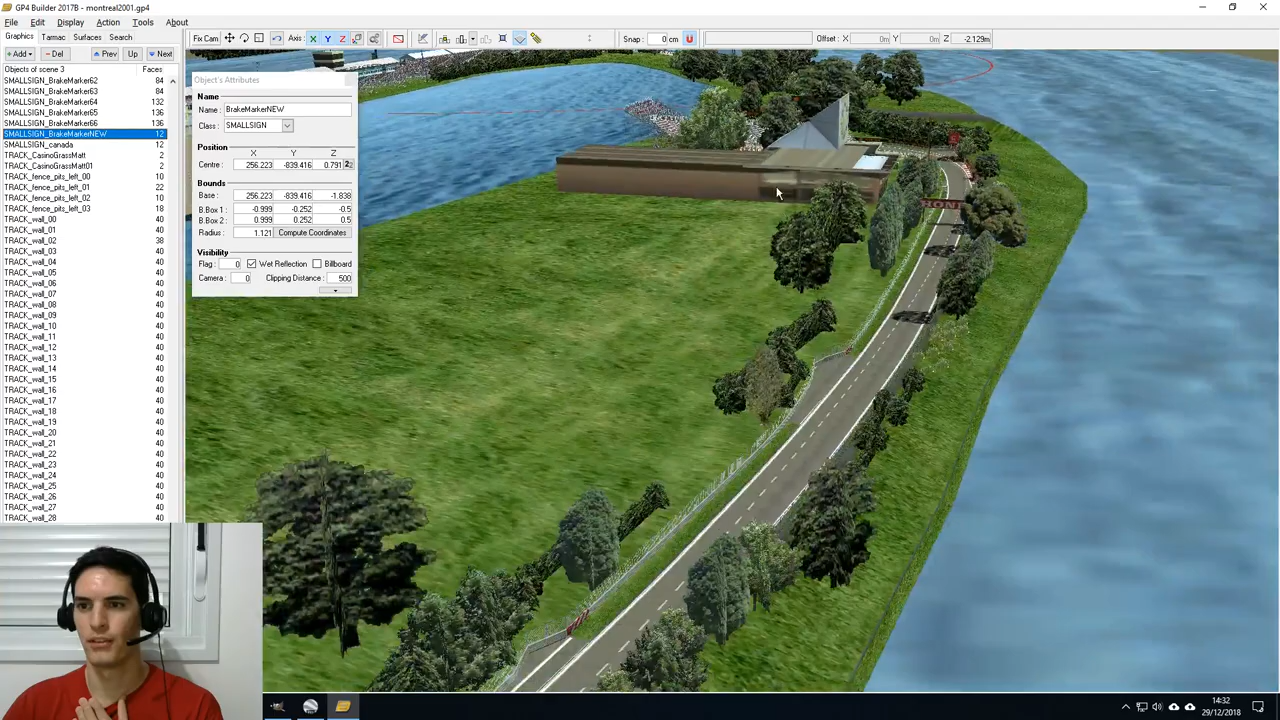 GP4 Builder 2017B - montreal2001.gp4
File Edit Display Action Tools About
Graphics Tarmac Surfaces Search
Fix Cam Axis: X Y Z Snap: 0 cm Offset: X 0m Y 0m Z -2.129m
Add Del Prev Up Next
Objects of scene 3 Faces
SMALLSIGN_BrakeMarker62 84
SMALLSIGN_BrakeMarker63 84
SMALLSIGN_BrakeMarker64 132
SMALLSIGN_BrakeMarker65 136
SMALLSIGN_BrakeMarker66 136
SMALLSIGN_BrakeMarkerNEW 12
SMALLSIGN_canada 12
TRACK_CasinoGrassMatt 2
TRACK_CasinoGrassMatt01 2
TRACK_fence_pits_left_00 10
TRACK_fence_pits_left_01 22
TRACK_fence_pits_left_02 10
TRACK_fence_pits_left_03 18
TRACK_wall_00 40
TRACK_wall_01 40
TRACK_wall_02 38
TRACK_wall_03 40
TRACK_wall_04 40
TRACK_wall_05 40
TRACK_wall_06 40
TRACK_wall_07 40
TRACK_wall_08 40
TRACK_wall_09 40
TRACK_wall_10 40
TRACK_wall_11 40
TRACK_wall_12 40
TRACK_wall_13 40
TRACK_wall_14 40
TRACK_wall_15 40
TRACK_wall_16 40
TRACK_wall_17 40
TRACK_wall_18 40
TRACK_wall_19 40
TRACK_wall_20 40
TRACK_wall_21 40
TRACK_wall_22 40
TRACK_wall_23 40
TRACK_wall_24 40
TRACK_wall_25 40
TRACK_wall_26 40
TRACK_wall_27 40
TRACK_wall_28 40
Object's Attributes
Name
Name: BrakeMarkerNEW
Class: SMALLSIGN
Position
X Y Z
Centre: 256.223 -839.416 0.791
Bounds
Base: 256.223 -839.416 -1.838
B.Box 1: -0.999 -0.252 -0.5
B.Box 2: 0.999 0.252 0.5
Radius: 1.121 Compute Coordinates
Visibility
Flag: 0 Wet Reflection Billboard
Camera: 0 Clipping Distance: 500
HOND
14:32
29/12/2018